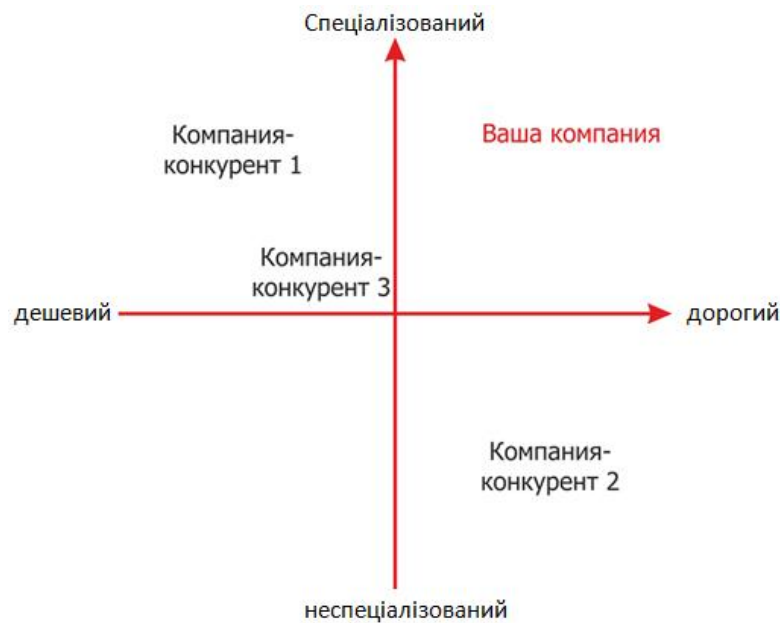 Спеціалізований
Компания-
конкурент 1
Ваша компания
Компания-
конкурент 3
дешевий
дорогий
Компания-
конкурент 2
неспеціалізований